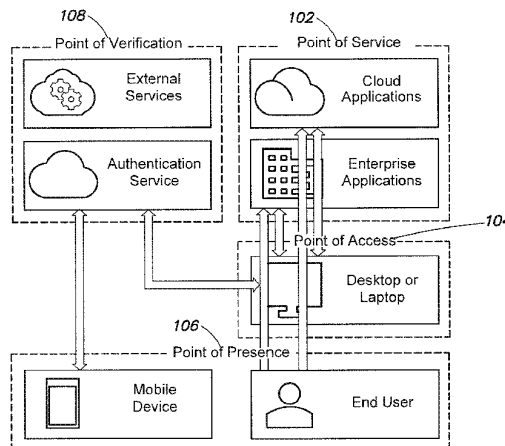 108
Point of Verification
External
Services
Authentication
Service
102
Point of Service
Cloud
Applications
Enterprise
Applications
Point of Access
Desktop or
Laptop
106
Point of Presence
Mobile
Device
End User